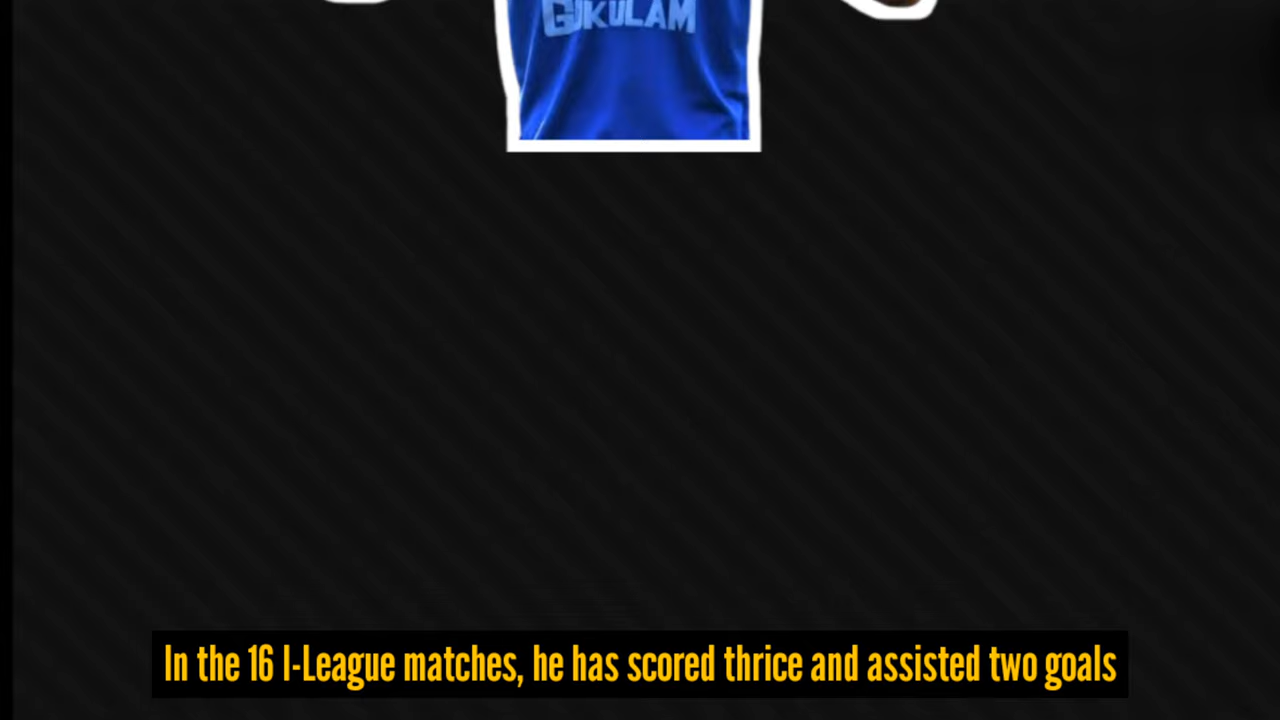 GOKULAM
In the 16 I-League matches, he has scored thrice and assisted two goals